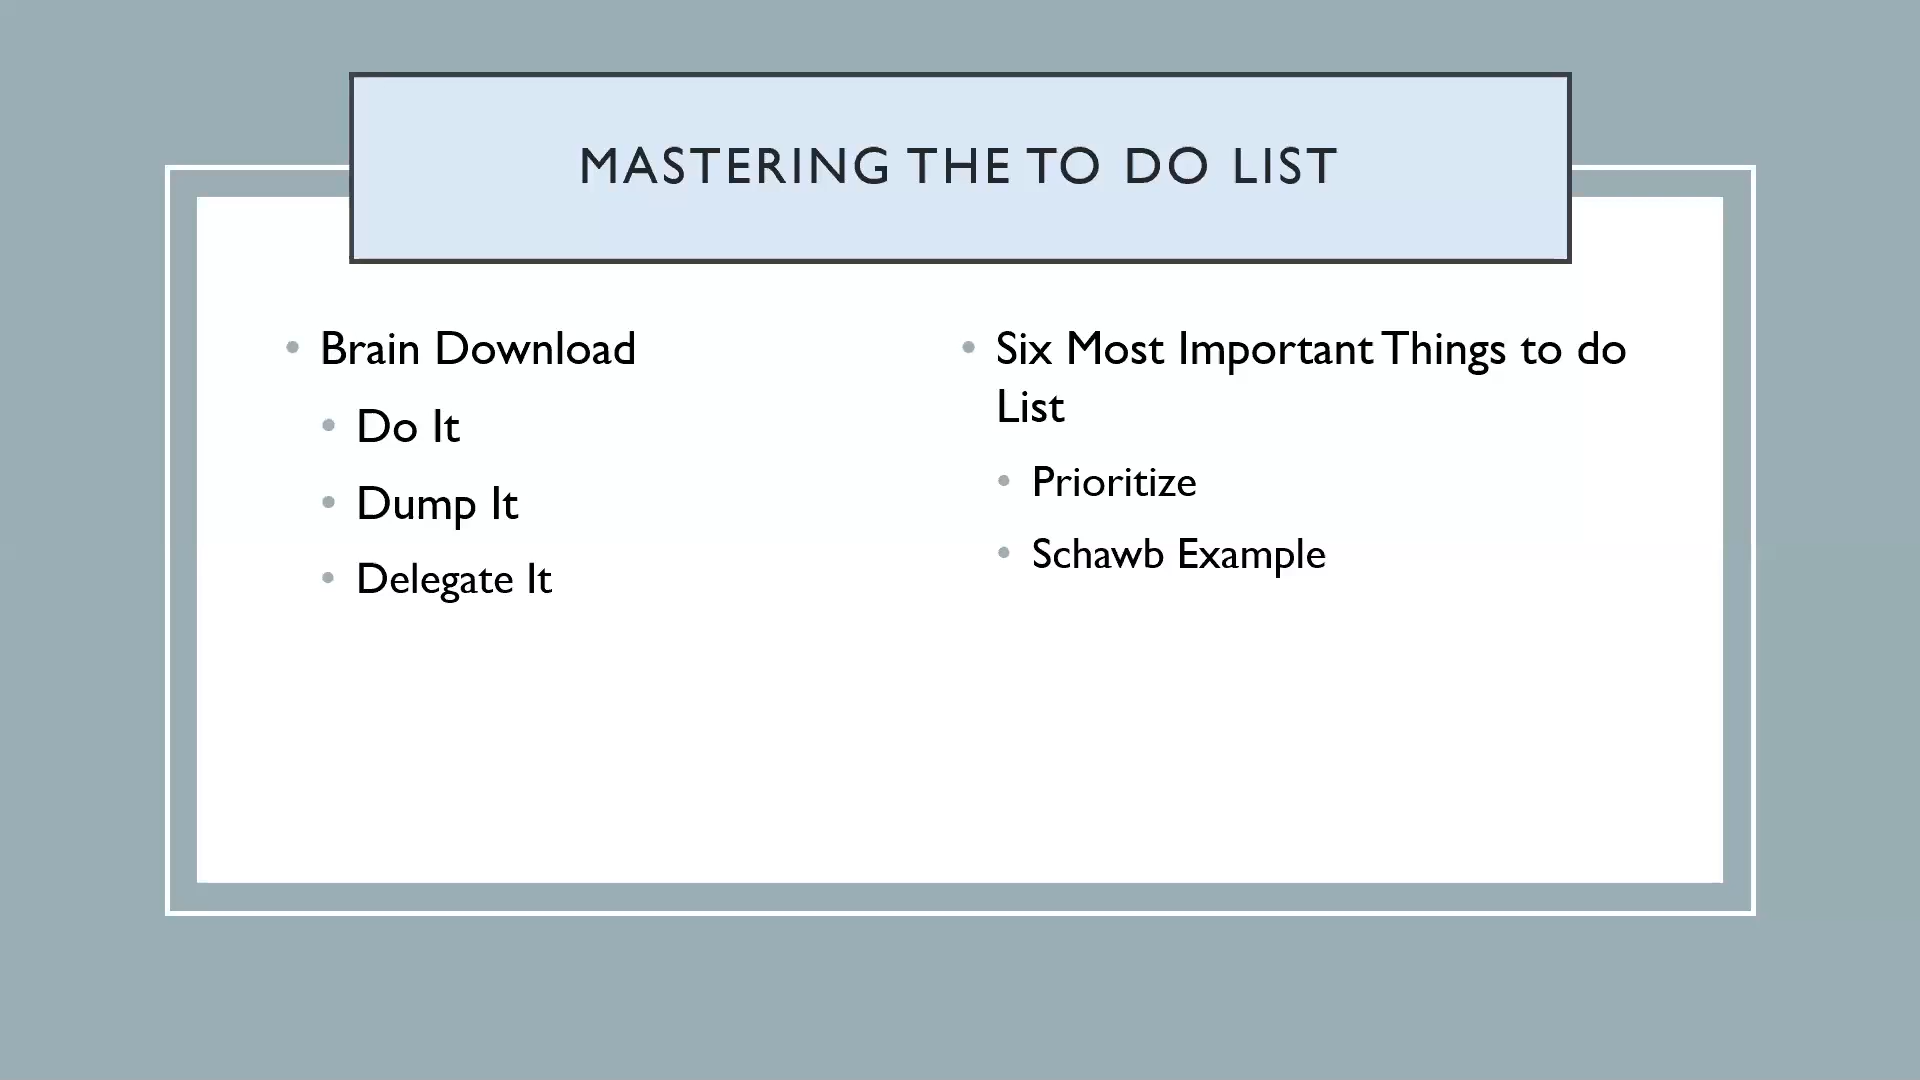 MASTERING THE TO DO LIST
Brain Download
Do It
Dump It
Delegate It
Six Most Important Things to do
List
Prioritize
Schawb Example